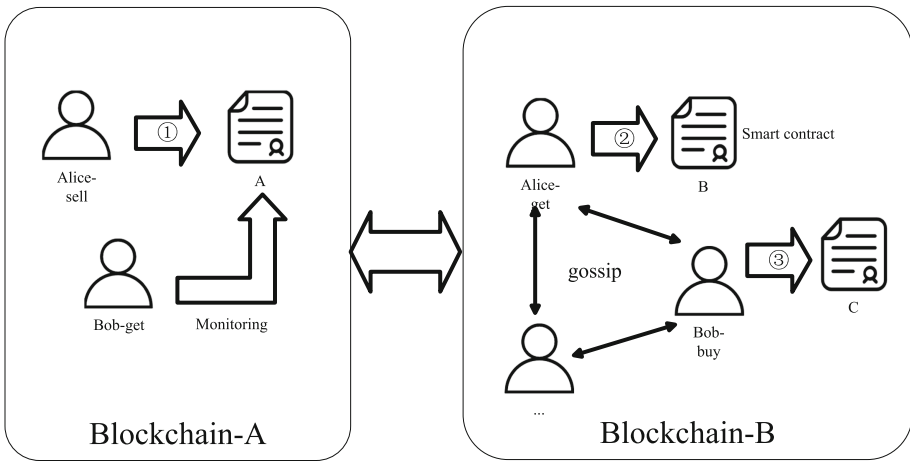 ①
Alice-
sell
A
Bob-get
Monitoring
Blockchain-A
②
Smart contract
Alice-
get
B
gossip
③
Bob-
buy
C
...
Blockchain-B